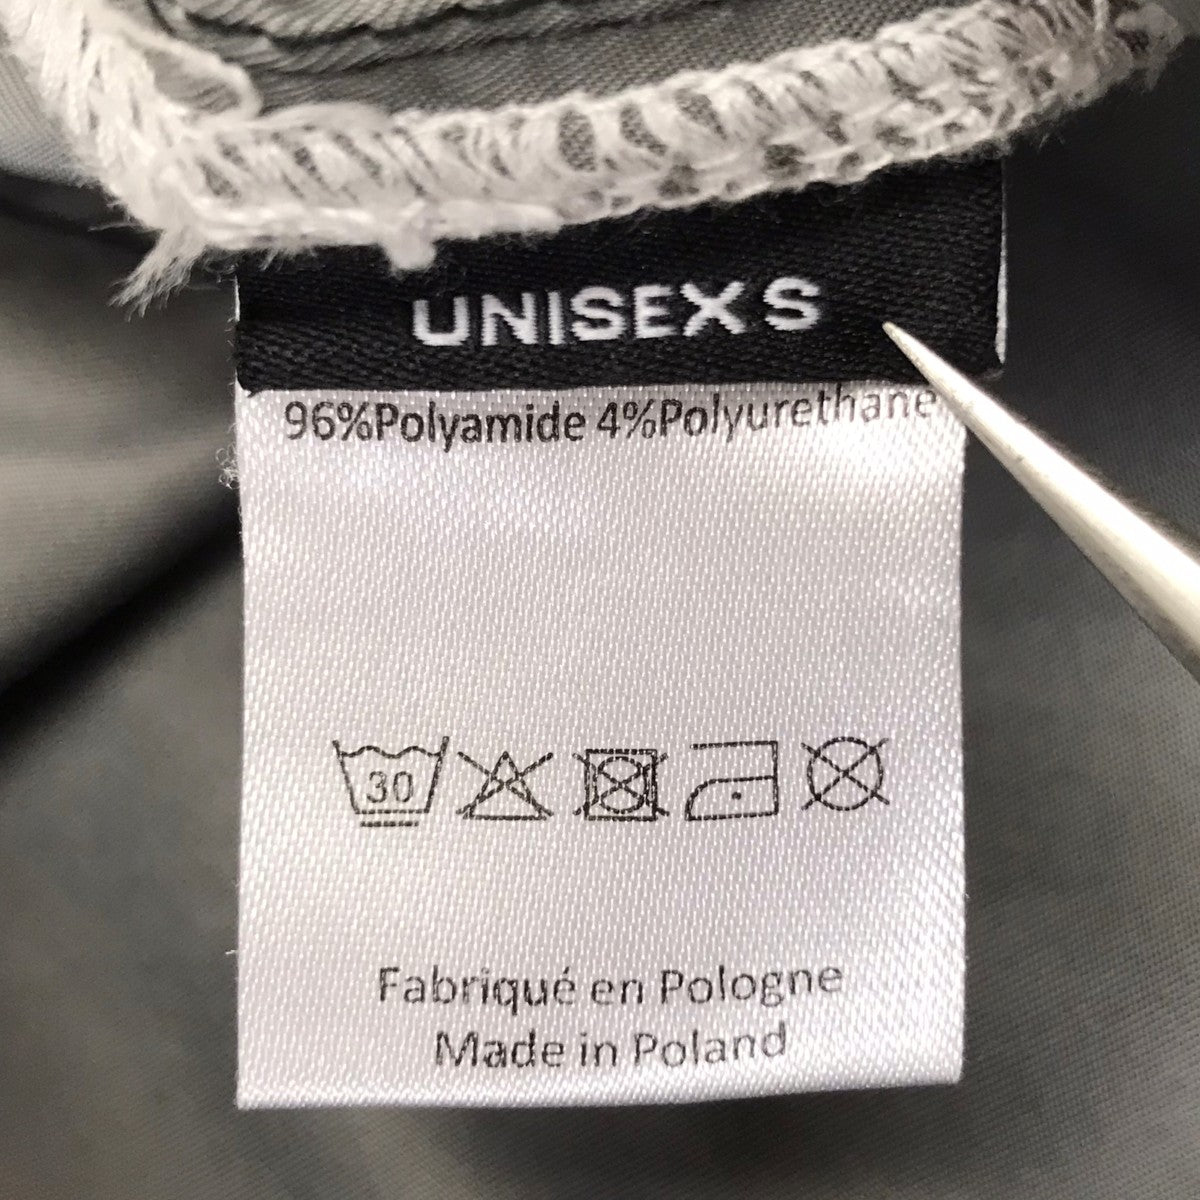 UNISEX S
96%Polyamide 4%Polyurethane
30
Fabriqué en Pologne
Made in Poland